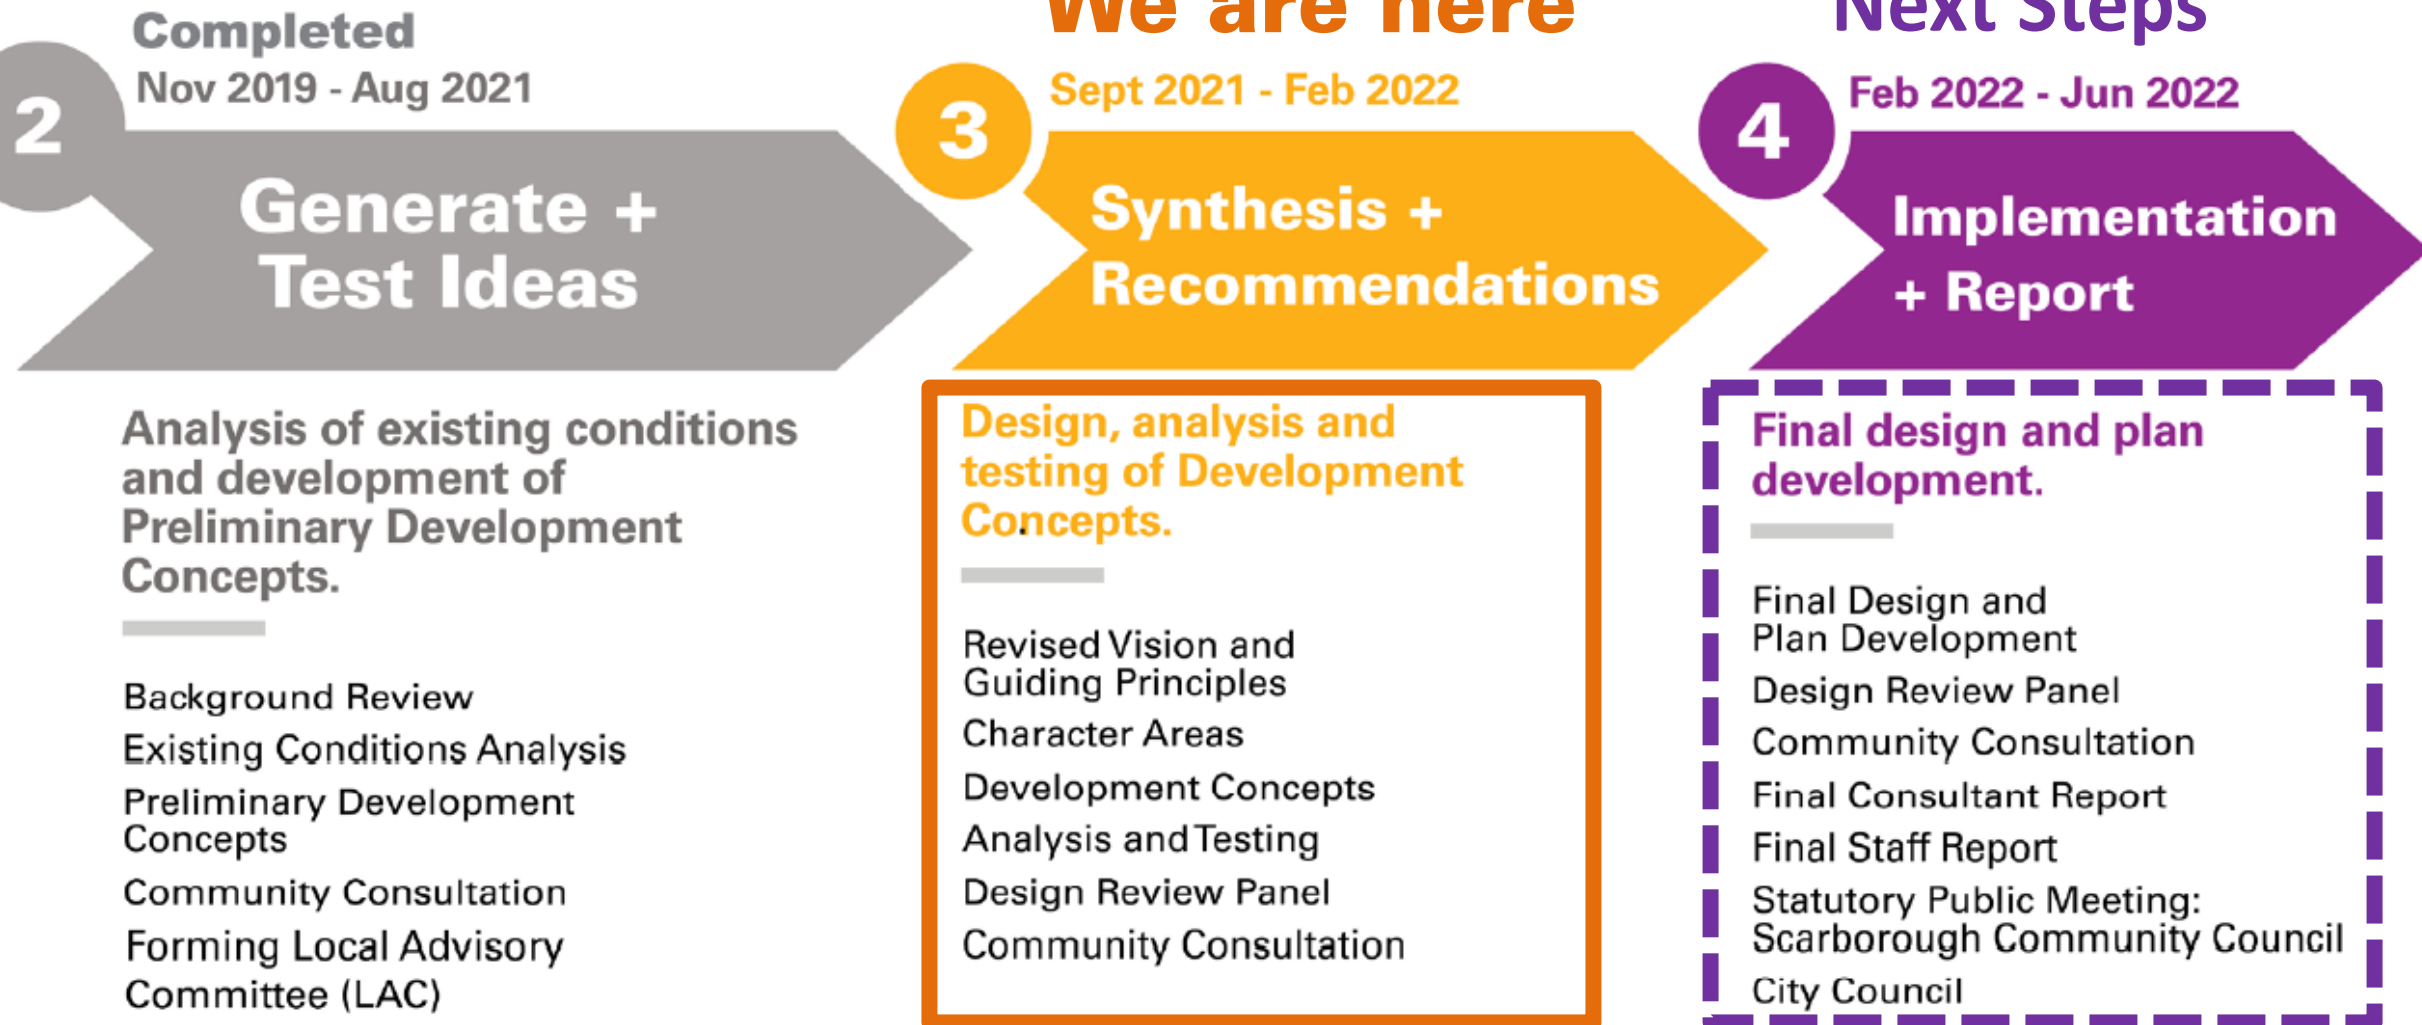 Completed
Nov 2019 - Aug 2021
2
Generate +
Test Ideas
Analysis of existing conditions
and development of
Preliminary Development
Concepts.
Background Review
Existing Conditions Analysis
Preliminary Development
Concepts
Community Consultation
Forming Local Advisory
Committee (LAC)
We are here
Sept 2021 - Feb 2022
3
Synthesis +
Recommendations
Design, analysis and
testing of Development
Concepts.
Revised Vision and
Guiding Principles
Character Areas
Development Concepts
Analysis and Testing
Design Review Panel
Community Consultation
Next Steps
Feb 2022 - Jun 2022
4
Implementation
+ Report
Final design and plan
development.
Final Design and
Plan Development
Design Review Panel
Community Consultation
Final Consultant Report
Final Staff Report
Statutory Public Meeting:
Scarborough Community Council
City Council